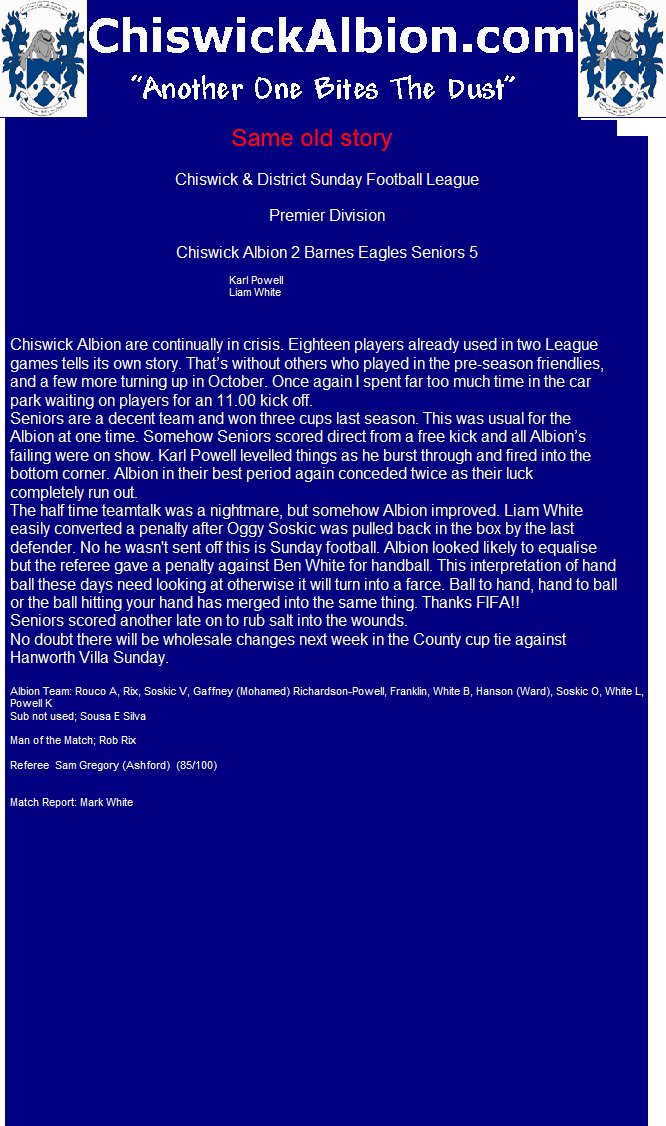 ChiswickAlbion.com
"Another One Bites The Dust"
Same old story
Chiswick & District Sunday Football League
Premier Division
Chiswick Albion 2 Barnes Eagles Seniors 5
Karl Powell
Liam White
Chiswick Albion are continually in crisis. Eighteen players already used in two League
games tells its own story. That’s without others who played in the pre-season friendlies,
and a few more turning up in October. Once again I spent far too much time in the car
park waiting on players for an 11.00 kick off.
Seniors are a decent team and won three cups last season. This was usual for the
Albion at one time. Somehow Seniors scored direct from a free kick and all Albion’s
failing were on show. Karl Powell levelled things as he burst through and fired into the
bottom corner. Albion in their best period again conceded twice as their luck
completely run out.
The half time teamtalk was a nightmare, but somehow Albion improved. Liam White
easily converted a penalty after Oggy Soskic was pulled back in the box by the last
defender. No he wasn't sent off this is Sunday football. Albion looked likely to equalise
but the referee gave a penalty against Ben White for handball. This interpretation of hand
ball these days need looking at otherwise it will turn into a farce. Ball to hand, hand to ball
or the ball hitting your hand has merged into the same thing. Thanks FIFA!!
Seniors scored another late on to rub salt into the wounds.
No doubt there will be wholesale changes next week in the County cup tie against
Hanworth Villa Sunday.
Albion Team: Rouco A, Rix, Soskic V, Gaffney (Mohamed) Richardson-Powell, Franklin, White B, Hanson (Ward), Soskic O, White L,
Powell K
Sub not used; Sousa E Silva
Man of the Match; Rob Rix
Referee  Sam Gregory (Ashford)  (85/100)
Match Report: Mark White